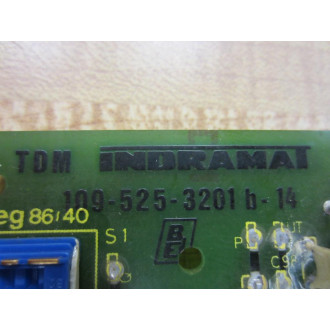 TDM INDRAMAT
109-525-3201 b-14
eg 86/40
S1
B
E
P